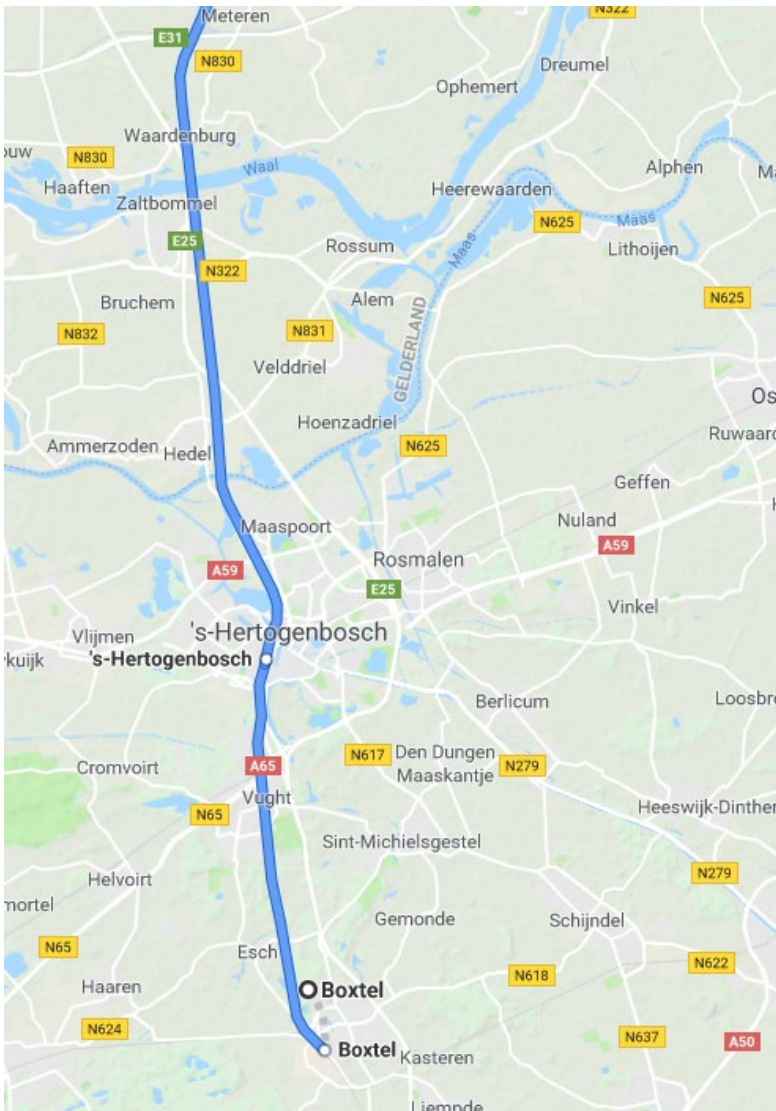 Meteren
N322
E31
N830
Dreumel
Ophemert
Waardenburg
ouw
N830
Waal
Alphen
Ma
Haaften
Heerewaarden
Zaltbommel
N625
Maas
E25
Rossum
Maas
Lithoijen
N322
Bruchem
Alem
N625
N832
N831
GELDERLAND
Velddriel
Os
Hoenzadriel
Ruwaard
Ammerzoden
Hedel
N625
Geffen
Nuland
Maaspoort
A59
Rosmalen
A59
E25
Vinkel
Vlijmen
's-Hertogenbosch
'kuijk
's-Hertogenbosch
Berlicum
Loosbro
Cromvoirt
A65
N617
Den Dungen
Maaskantje
N279
Vught
N65
Heeswijk-Dinther
Sint-Michielsgestel
Helvoirt
N279
mortel
Gemonde
Schijndel
N65
Esch
N622
Haaren
Boxtel
N618
N624
Boxtel
Kasteren
N637
A50
Liempde